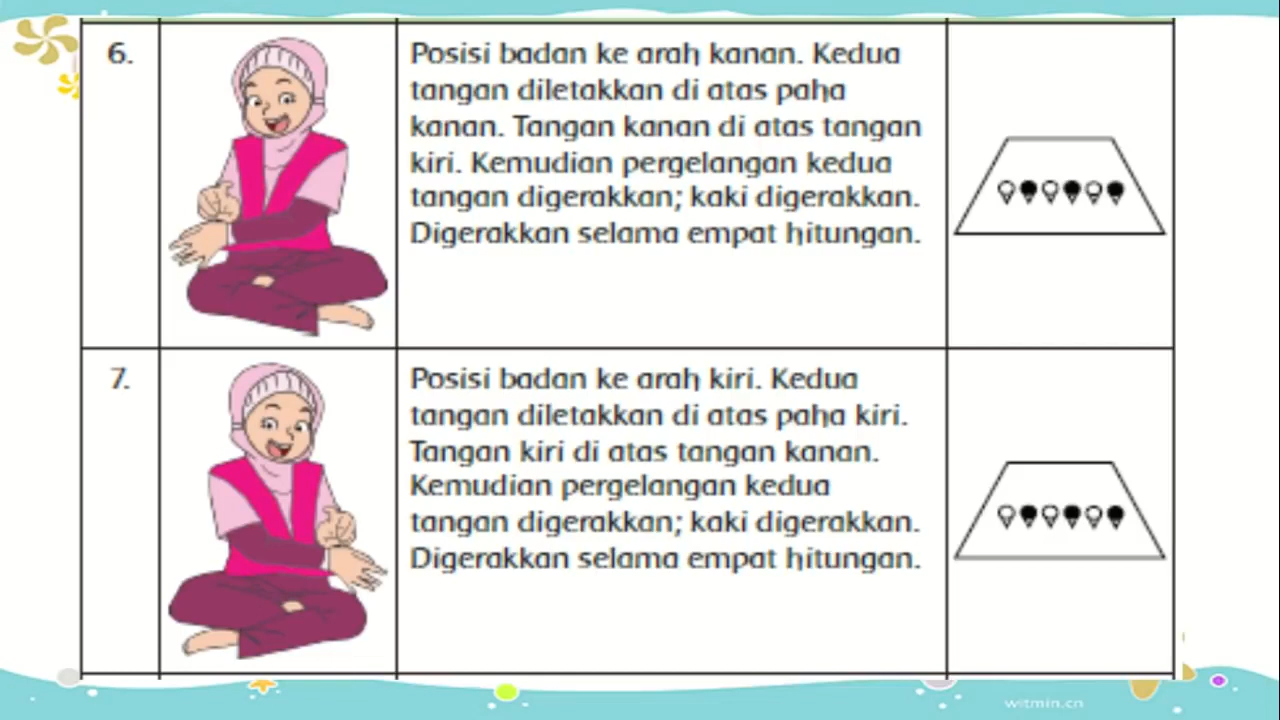 6.
Posisi badan ke arah kanan. Kedua
tangan diletakkan di atas paha
kanan. Tangan kanan di atas tangan
kiri. Kemudian pergelangan kedua
tangan digerakkan; kaki digerakkan.
Digerakkan selama empat hitungan.
7.
Posisi badan ke arah kiri. Kedua
tangan diletakkan di atas paha kiri.
Tangan kiri di atas tangan kanan.
Kemudian pergelangan kedua
tangan digerakkan; kaki digerakkan.
Digerakkan selama empat hitungan.
witmin.cn